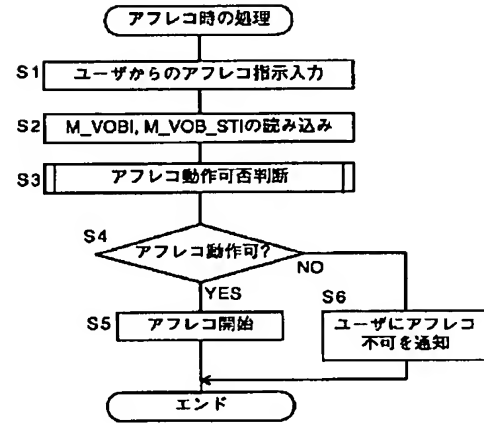 アフレコ時の処理
S1
ユーザからのアフレコ指示入力
S2
M_VOBI, M_VOB_STIの読み込み
S3
アフレコ動作可否判断
S4
アフレコ動作可?
NO
YES
S5
アフレコ開始
S6
ユーザにアフレコ
不可を通知
エンド